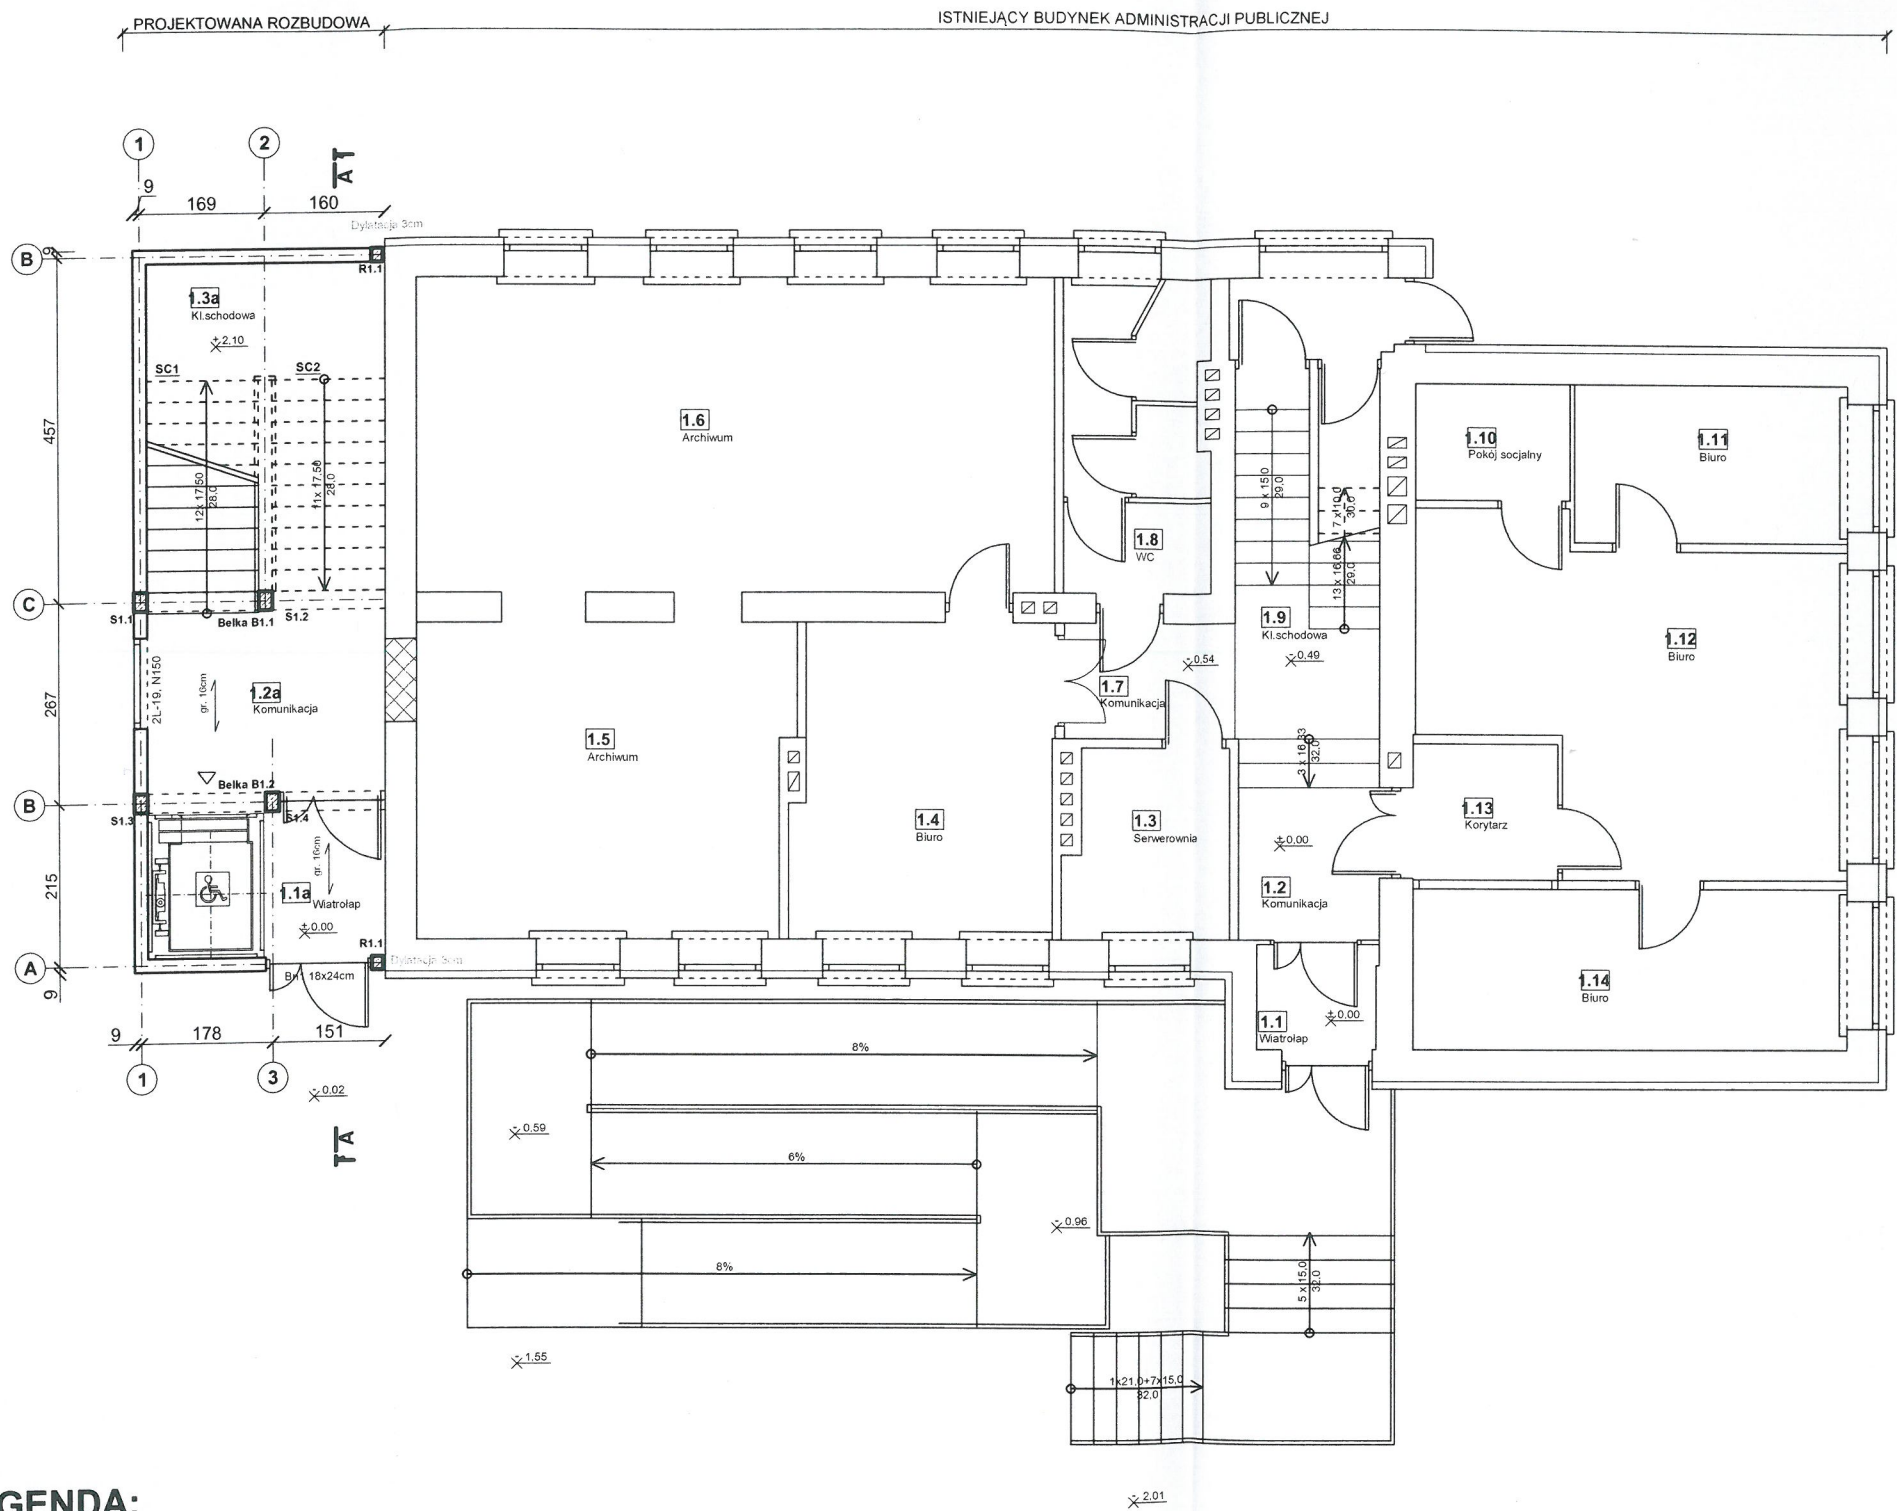 PROJEKTOWANA ROZBUDOWA
ISTNIEJĄCY BUDYNEK ADMINISTRACJI PUBLICZNEJ
1
2
A
9
169
160
Dylatacja 3cm
B
9
R1.1
1.3a
Kl.schodowa
+2,10
SC1
SC2
457
12x 17,50
28,0
11x 17,50
28,0
1.6
Archiwum
1.8
WC
9 x 15,0
29,0
7 x 10,0
30,0
13 x 16,66
29,0
1.10
Pokój socjalny
1.11
Biuro
C
S1.1
Belka B1.1
S1.2
1.9
Kl.schodowa
-0,49
-0,54
1.12
Biuro
267
2L-19, N150
gr. 16cm
1.2a
Komunikacja
1.7
Komunikacja
1.5
Archiwum
3 x 16,33
32,0
B
Belka B1.2
S1.3
S1.4
1.4
Biuro
1.3
Serwerownia
1.13
Korytarz
±0,00
215
gr. 16cm
1.1a
Wiatrołap
±0,00
1.2
Komunikacja
R1.1
Dylatacja 3cm
A
9
18x24cm
1.14
Biuro
1.1
Wiatrołap
±0,00
9
178
151
1
3
-0,02
8%
A
-0,59
6%
-0,96
8%
5 x 15,0
32,0
-1,55
1x21,0+7x15,0
32,0
GENDA:
-2,01